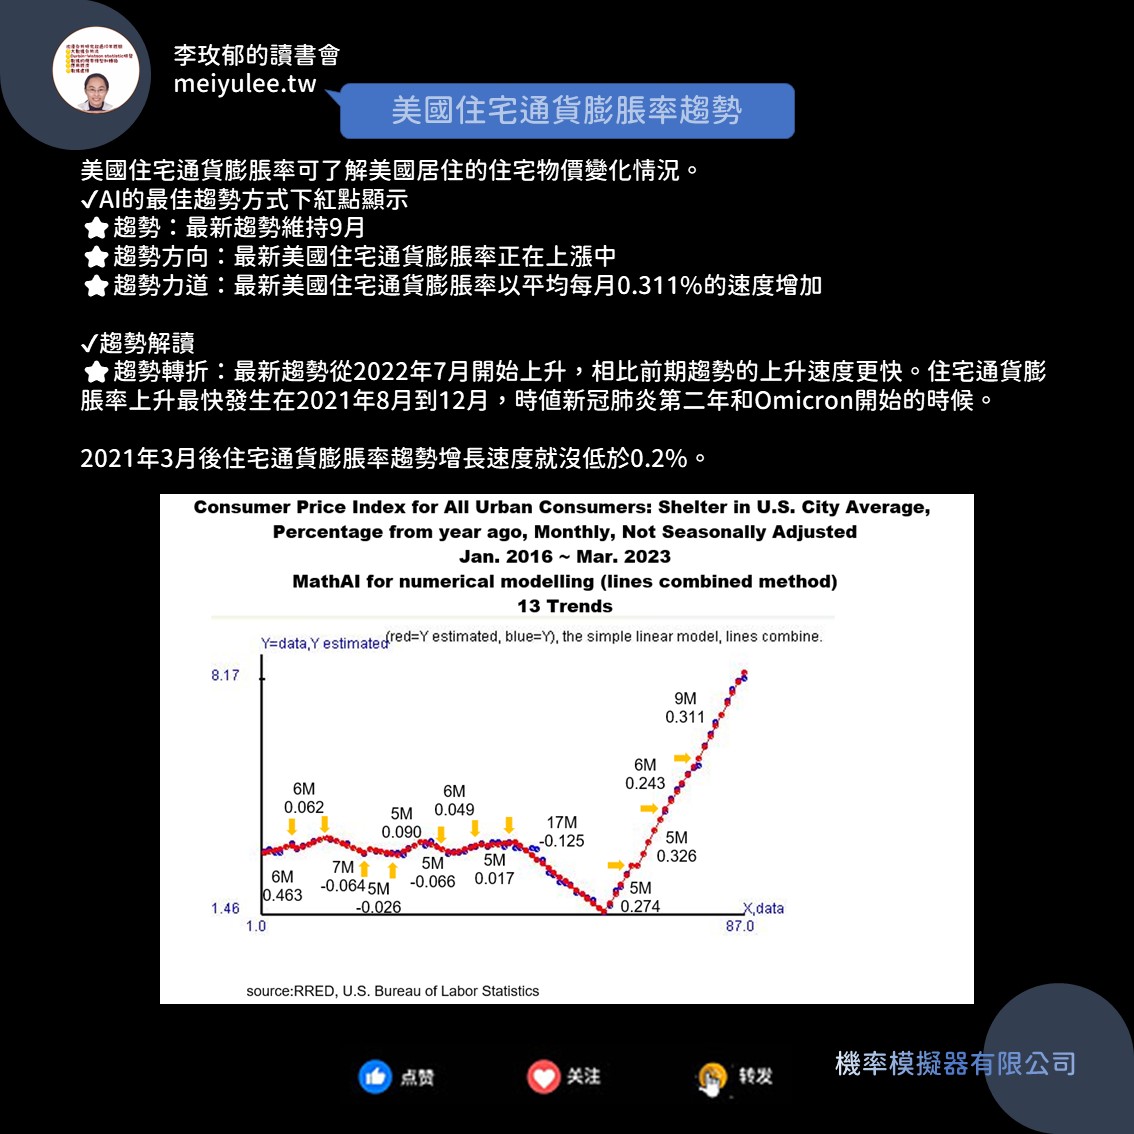 李玫郁的讀書會
meiyulee.tw
美國住宅通貨膨脹率趨勢
美國住宅通貨膨脹率可了解美國居住的住宅物價變化情況。
✓AI的最佳趨勢方式下紅點顯示
★趨勢：最新趨勢維持9月
★趨勢方向：最新美國住宅通貨膨脹率正在上漲中
★趨勢力道：最新美國住宅通貨膨脹率以平均每月0.311%的速度增加
✓趨勢解讀
★趨勢轉折：最新趨勢從2022年7月開始上升，相比前期趨勢的上升速度更快。住宅通貨膨
脹率上升最快發生在2021年8月到12月，時値新冠肺炎第二年和Omicron開始的時候。
2021年3月後住宅通貨膨脹率趨勢增長速度就沒低於0.2%。
Consumer Price Index for All Urban Consumers: Shelter in U.S. City Average,
Percentage from year ago, Monthly, Not Seasonally Adjusted
Jan. 2016 ~ Mar. 2023
MathAI for numerical modelling (lines combined method)
13 Trends
Y=data,Y estimated
(red=Y estimated, blue=Y), the simple linear model, lines combine.
8.17
9M
0.311
6M
0.243
6M
0.062
6M
0.049
5M
0.090
17M
-0.125
5M
0.326
6M
0.463
7M
-0.064
5M
-0.026
5M
-0.066
5M
0.017
5M
0.274
1.46
X,data
1.0
87.0
source:RRED, U.S. Bureau of Labor Statistics
点赞
关注
转发
機率模擬器有限公司